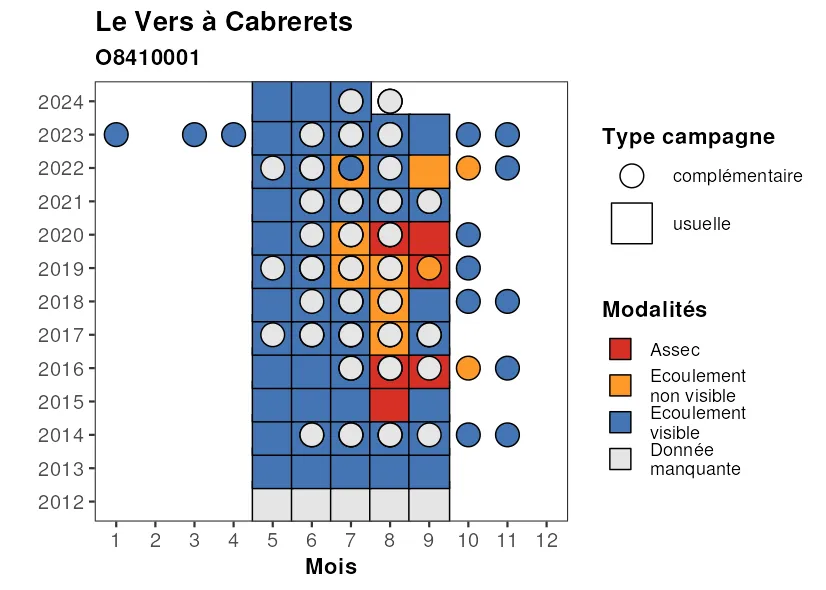 Le Vers à Cabrerets
O8410001
2024
2023
2022
2021
2020
2019
2018
2017
2016
2015
2014
2013
2012
1 2 3 4 5 6 7 8 9 10 11 12
Mois
Type campagne
complémentaire
usuelle
Modalités
Assec
Ecoulement
non visible
Ecoulement
visible
Donnée
manquante